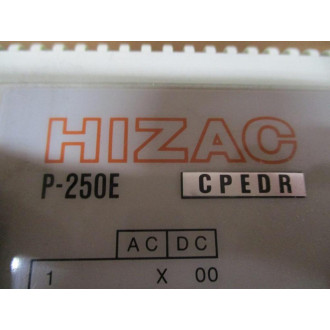 HIZAC
P-250E CPEDR
AC DC
1 X 00